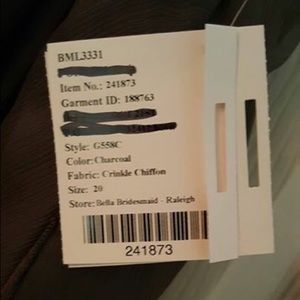 BML3331
Item No.: 241873
Garment ID: 188763
Style: G558C
Color: Charcoal
Fabric: Crinkle Chiffon
Size: 20
Store: Bella Bridesmaid - Raleigh
241873